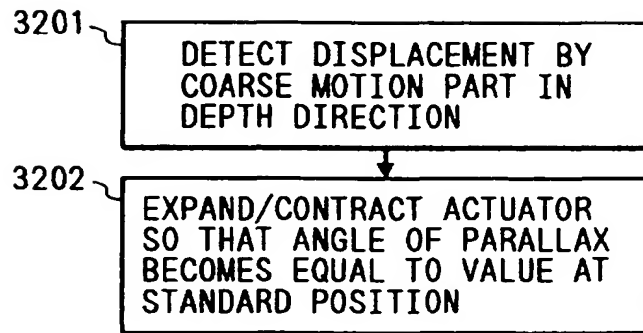 3201
DETECT DISPLACEMENT BY
COARSE MOTION PART IN
DEPTH DIRECTION
3202
EXPAND/CONTRACT ACTUATOR
SO THAT ANGLE OF PARALLAX
BECOMES EQUAL TO VALUE AT
STANDARD POSITION